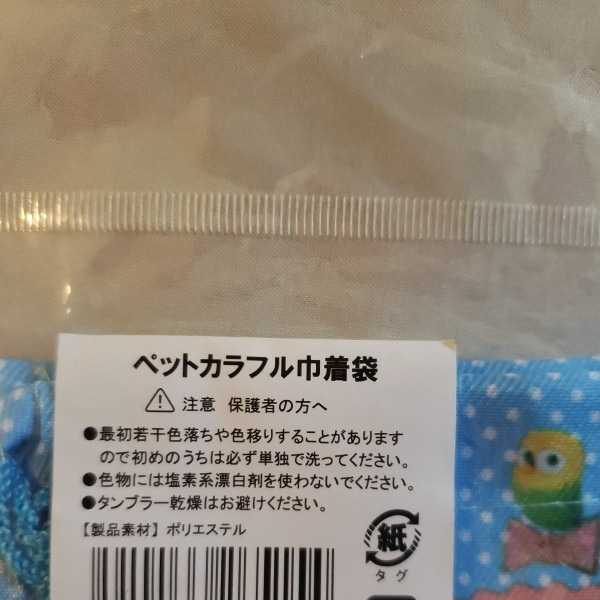 ペットカラフル巾着袋
注意 保護者の方へ
●最初若干色落ちや色移りすることがあります
ので初めのうちは必ず単独で洗ってください。
●色物には塩素系漂白剤を使わないでください。
●タンブラー乾燥はお避けください。
【製品素材】ポリエステル
紙
タグ